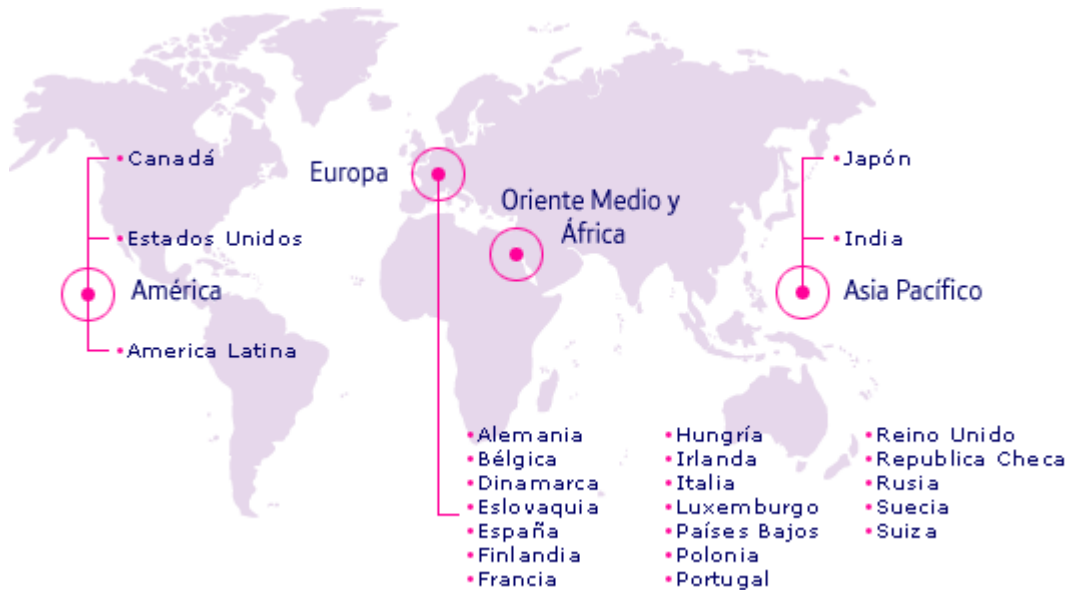 Canadá
Estados Unidos
América
America Latina
Europa
Oriente Medio y
África
Japón
India
Asia Pacífico
Alemania
Bélgica
Dinamarca
Eslovaquia
España
Finlandia
Francia
Hungría
Irlanda
Italia
Luxemburgo
Países Bajos
Polonia
Portugal
Reino Unido
Republica Checa
Rusia
Suecia
Suiza